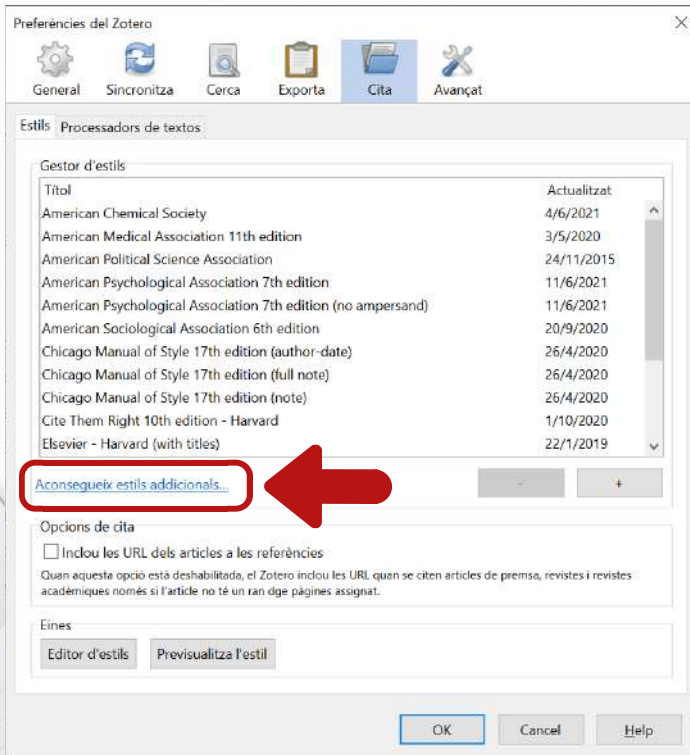 Preferències del Zotero
General Sincronitza Cerca Exporta Cita Avançat
Estils Processadors de textos
Gestor d'estils
Títol Actualitzat
American Chemical Society 4/6/2021
American Medical Association 11th edition 3/5/2020
American Political Science Association 24/11/2015
American Psychological Association 7th edition 11/6/2021
American Psychological Association 7th edition (no ampersand) 11/6/2021
American Sociological Association 6th edition 20/9/2020
Chicago Manual of Style 17th edition (author-date) 26/4/2020
Chicago Manual of Style 17th edition (full note) 26/4/2020
Chicago Manual of Style 17th edition (note) 26/4/2020
Cite Them Right 10th edition - Harvard 1/10/2020
Elsevier - Harvard (with titles) 22/1/2019
Aconsegueix estils addicionals... - +
Opcions de cita
Inclou les URL dels articles a les referències
Quan aquesta opció està deshabilitada, el Zotero inclou les URL quan se citen articles de premsa, revistes i revistes
acadèmiques només si l'article no té un ran dge pàgines assignat.
Eines
Editor d'estils Previsualitza l'estil
OK Cancel Help